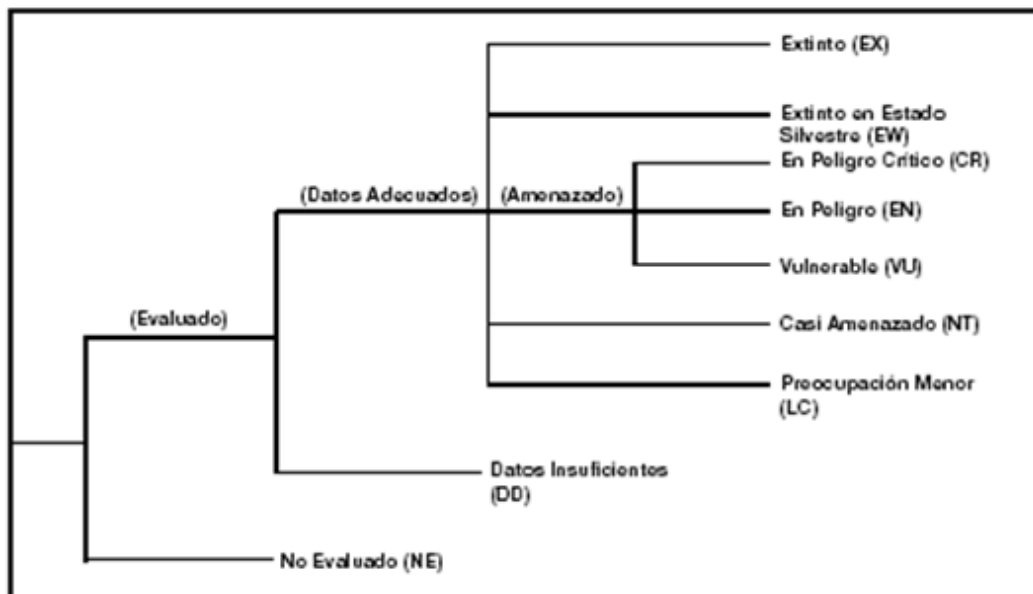 Extinto (EX)
Extinto en Estado
Silvestre (EW)
En Peligro Crítico (CR)
(Datos Adecuados)
(Amenazado)
En Peligro (EN)
Vulnerable (VU)
(Evaluado)
Casi Amenazado (NT)
Preocupación Menor
(LC)
Datos Insuficientes
(DD)
No Evaluado (NE)